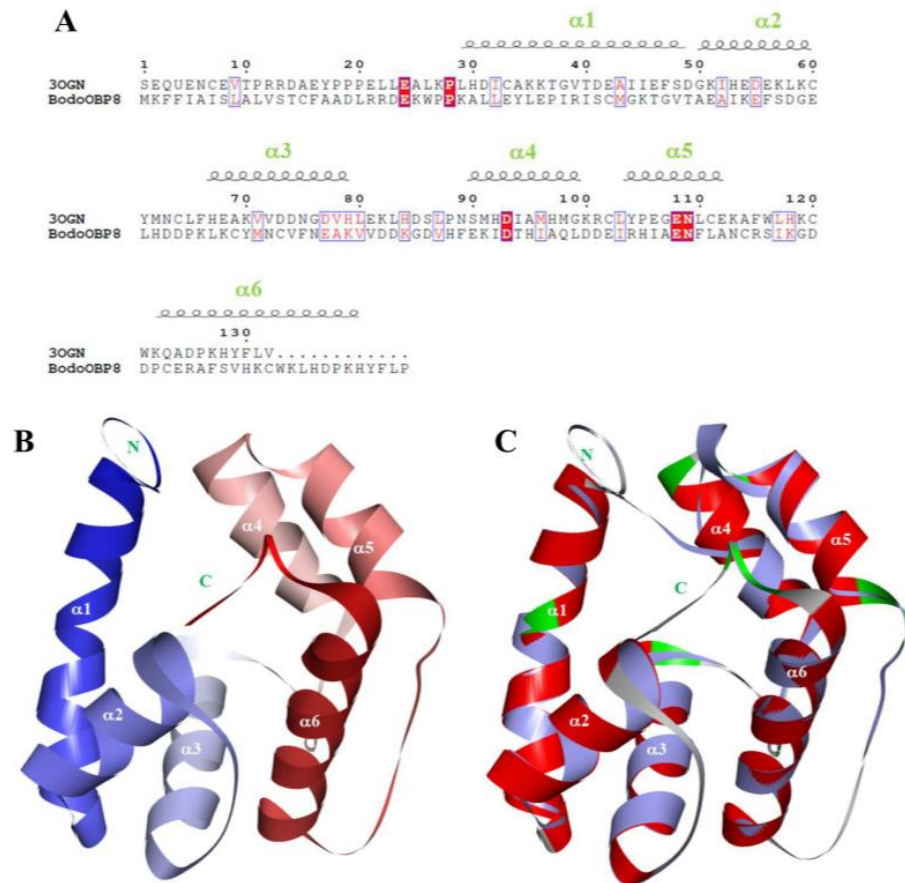 A
α1 α2
1 10 20 30 40 50 60
3OGN SEQUENCEVTPRRDAEYPPPELLEALKPLHDICAKKTGVTDEAIIEFSDGKIHEDEKLKC
BodoOBP8 MKFFIAISLALVSTCFAADLRRDEKWPPKALLEYLEPIRISCMGKTGVTAEAIKEFSDGE
α3 α4 α5
70 80 90 100 110 120
3OGN YMNCLFHEAKVVDDNGDVHLEKLHDSLPNSMHDIAMHMGKRCLYPEGENLCEKAFWLHKC
BodoOBP8 LHDDPKLKCYMNCVFNEAKVVDDKGDVHFEKIDTHIAQLDDEIRHIAENFLANCRSIKGD
α6
130
3OGN WKQADPKHYFLV............
BodoOBP8 DPCERAFSVHKCWKLHDPKHYFLP
B
N
α4
α5
C
α1
α2
α3
α6
C
N
α4
α5
C
α1
α6
α2
α3